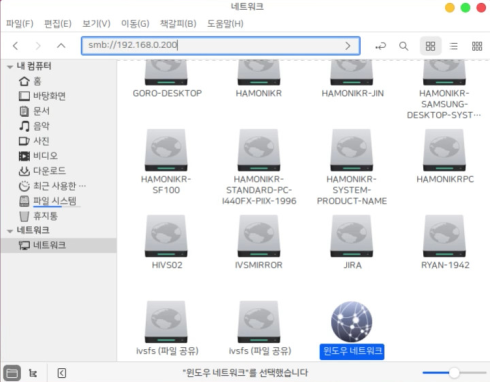 네트워크
파일(F) 편집(E) 보기(V) 이동(G) 책갈피(B) 도움말(H)
smb://192.168.0.200
내 컴퓨터
홈
바탕화면
문서
음악
사진
비디오
다운로드
최근 사용한 …
파일 시스템
휴지통
네트워크
네트워크
GORO-DESKTOP
HAMONIKR
HAMONIKR-JIN
HAMONIKR-
SAMSUNG-
DESKTOP-SYST…
HAMONIKR-
SF100
HAMONIKR-
STANDARD-PC-
I440FX-PIIX-1996
HAMONIKR-
SYSTEM-
PRODUCT-NAME
HAMONIKRPC
HIVS02
IVSMIRROR
JIRA
RYAN-1942
lvsfs (파일 공유)
lvsfs (파일 공유)
윈도우 네트워크
"윈도우 네트워크"를 선택했습니다